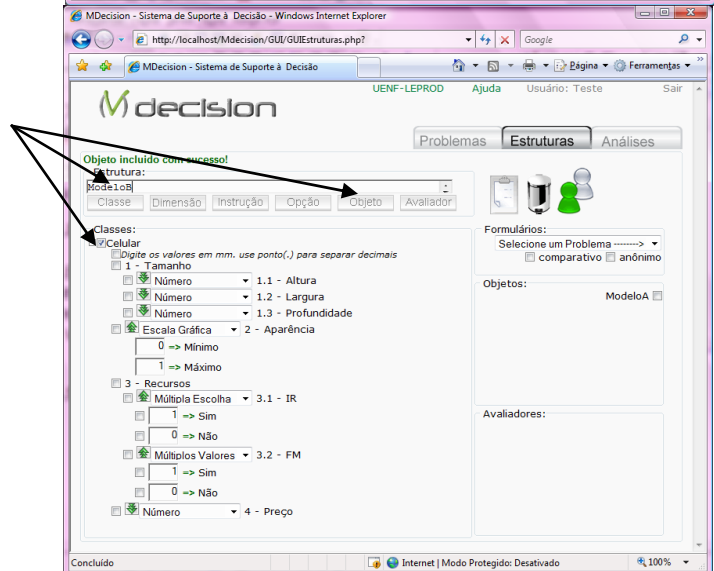 MDecision - Sistema de Suporte à Decisão - Windows Internet Explorer
http://localhost/Mdecision/GUI/GUIEstruturas.php?
Google
MDecision - Sistema de Suporte à Decisão
Página
Ferramentas
UENF-LEPROD Ajuda Usuário: Teste Sair
Mdecision
Problemas Estruturas Análises
Objeto incluido com sucesso!
Estrutura:
ModeloB
Classe Dimensão Instrução Opção Objeto Avaliador
Classes:
Celular
Digite os valores em mm. use ponto(.) para separar decimais
1 - Tamanho
Número 1.1 - Altura
Número 1.2 - Largura
Número 1.3 - Profundidade
Escala Gráfica 2 - Aparência
0 => Mínimo
1 => Máximo
3 - Recursos
Múltipla Escolha 3.1 - IR
1 => Sim
0 => Não
Múltiplos Valores 3.2 - FM
1 => Sim
0 => Não
Número 4 - Preço
Formulários:
Selecione um Problema -------->
comparativo anônimo
Objetos:
ModeloA
Avaliadores:
Concluído
Internet | Modo Protegido: Desativado
100%